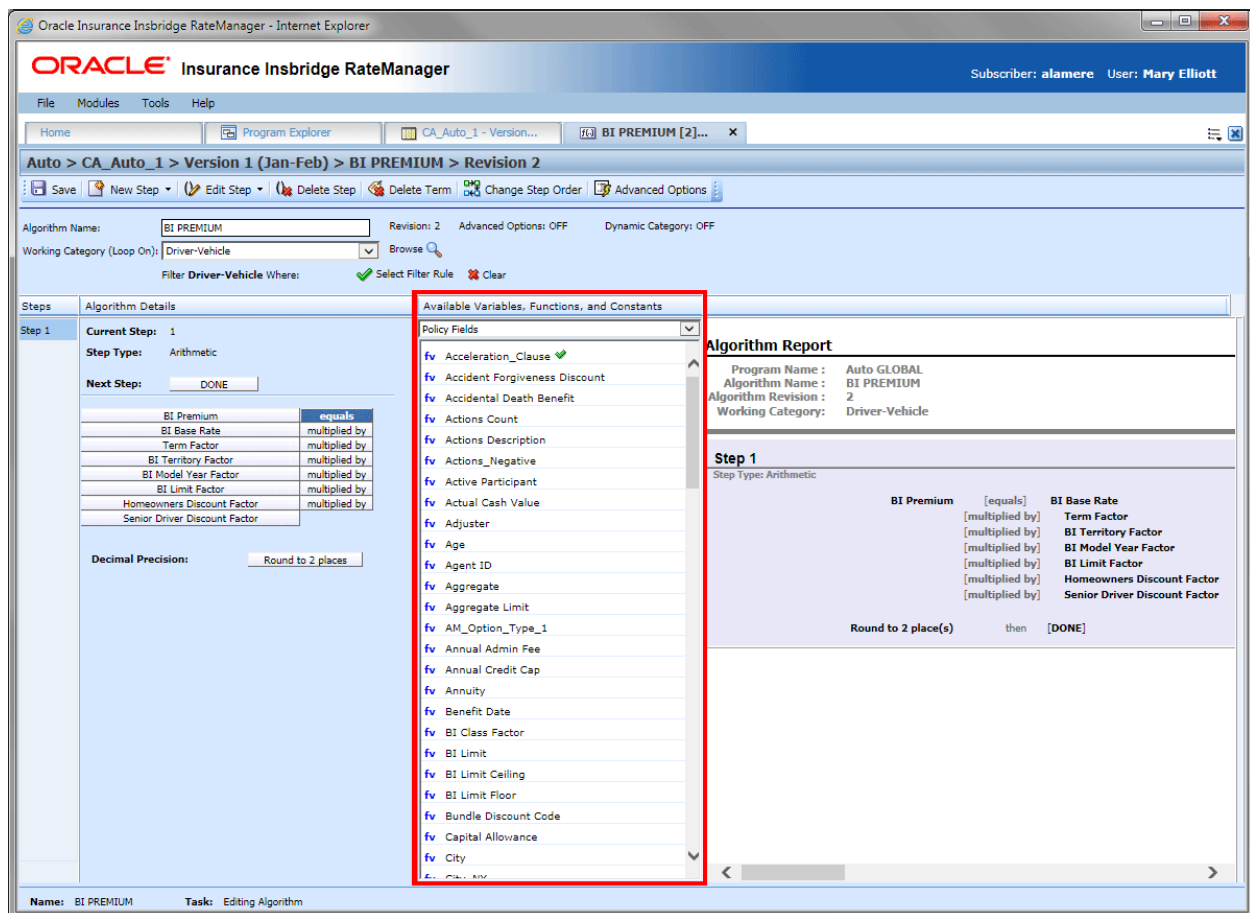 Oracle Insurance Insbridge RateManager - Internet Explorer
ORACLE Insurance Insbridge RateManager
Subscriber: alamere User: Mary Elliott
File Modules Tools Help
Home Program Explorer CA_Auto_1 - Version... BI PREMIUM [2]... X
Auto > CA_Auto_1 > Version 1 (Jan-Feb) > BI PREMIUM > Revision 2
Save New Step Edit Step Delete Step Delete Term Change Step Order Advanced Options
Algorithm Name: BI PREMIUM Revision: 2 Advanced Options: OFF Dynamic Category: OFF
Working Category (Loop On): Driver-Vehicle Browse
Filter Driver-Vehicle Where: Select Filter Rule Clear
Steps
Step 1
Algorithm Details
Current Step: 1
Step Type: Arithmetic
Next Step: DONE
BI Premium equals
BI Base Rate multiplied by
Term Factor multiplied by
BI Territory Factor multiplied by
BI Model Year Factor multiplied by
BI Limit Factor multiplied by
Homeowners Discount Factor multiplied by
Senior Driver Discount Factor
Decimal Precision: Round to 2 places
Available Variables, Functions, and Constants
Policy Fields
fv Acceleration_Clause
fv Accident Forgiveness Discount
fv Accidental Death Benefit
fv Actions Count
fv Actions Description
fv Actions_Negative
fv Active Participant
fv Actual Cash Value
fv Adjuster
fv Age
fv Agent ID
fv Aggregate
fv Aggregate Limit
fv AM_Option_Type_1
fv Annual Admin Fee
fv Annual Credit Cap
fv Annuity
fv Benefit Date
fv BI Class Factor
fv BI Limit
fv BI Limit Ceiling
fv BI Limit Floor
fv Bundle Discount Code
fv Capital Allowance
fv City
Algorithm Report
Program Name : Auto GLOBAL
Algorithm Name : BI PREMIUM
Algorithm Revision : 2
Working Category: Driver-Vehicle
Step 1
Step Type: Arithmetic
BI Premium [equals] BI Base Rate
[multiplied by] Term Factor
[multiplied by] BI Territory Factor
[multiplied by] BI Model Year Factor
[multiplied by] BI Limit Factor
[multiplied by] Homeowners Discount Factor
[multiplied by] Senior Driver Discount Factor
Round to 2 place(s) then [DONE]
Name: BI PREMIUM Task: Editing Algorithm